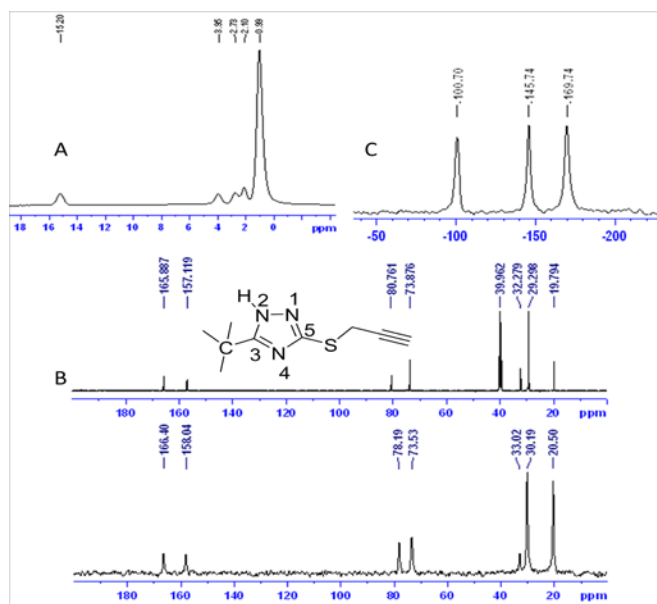 15.20 3.95 2.73 2.10 0.99
A
18 16 14 12 10 8 6 4 2 0 ppm
-100.70 -145.74 -169.74
C
-50 -100 -150 -200 ppm
165.887 157.119 80.761 73.876 39.962 32.279 29.298 19.794
B
H 2 1
N N
5
3 N S
4
180 160 140 120 100 80 60 40 20 ppm
166.40 158.04 78.19 73.53 33.02 30.19 20.50
180 160 140 120 100 80 60 40 20 ppm